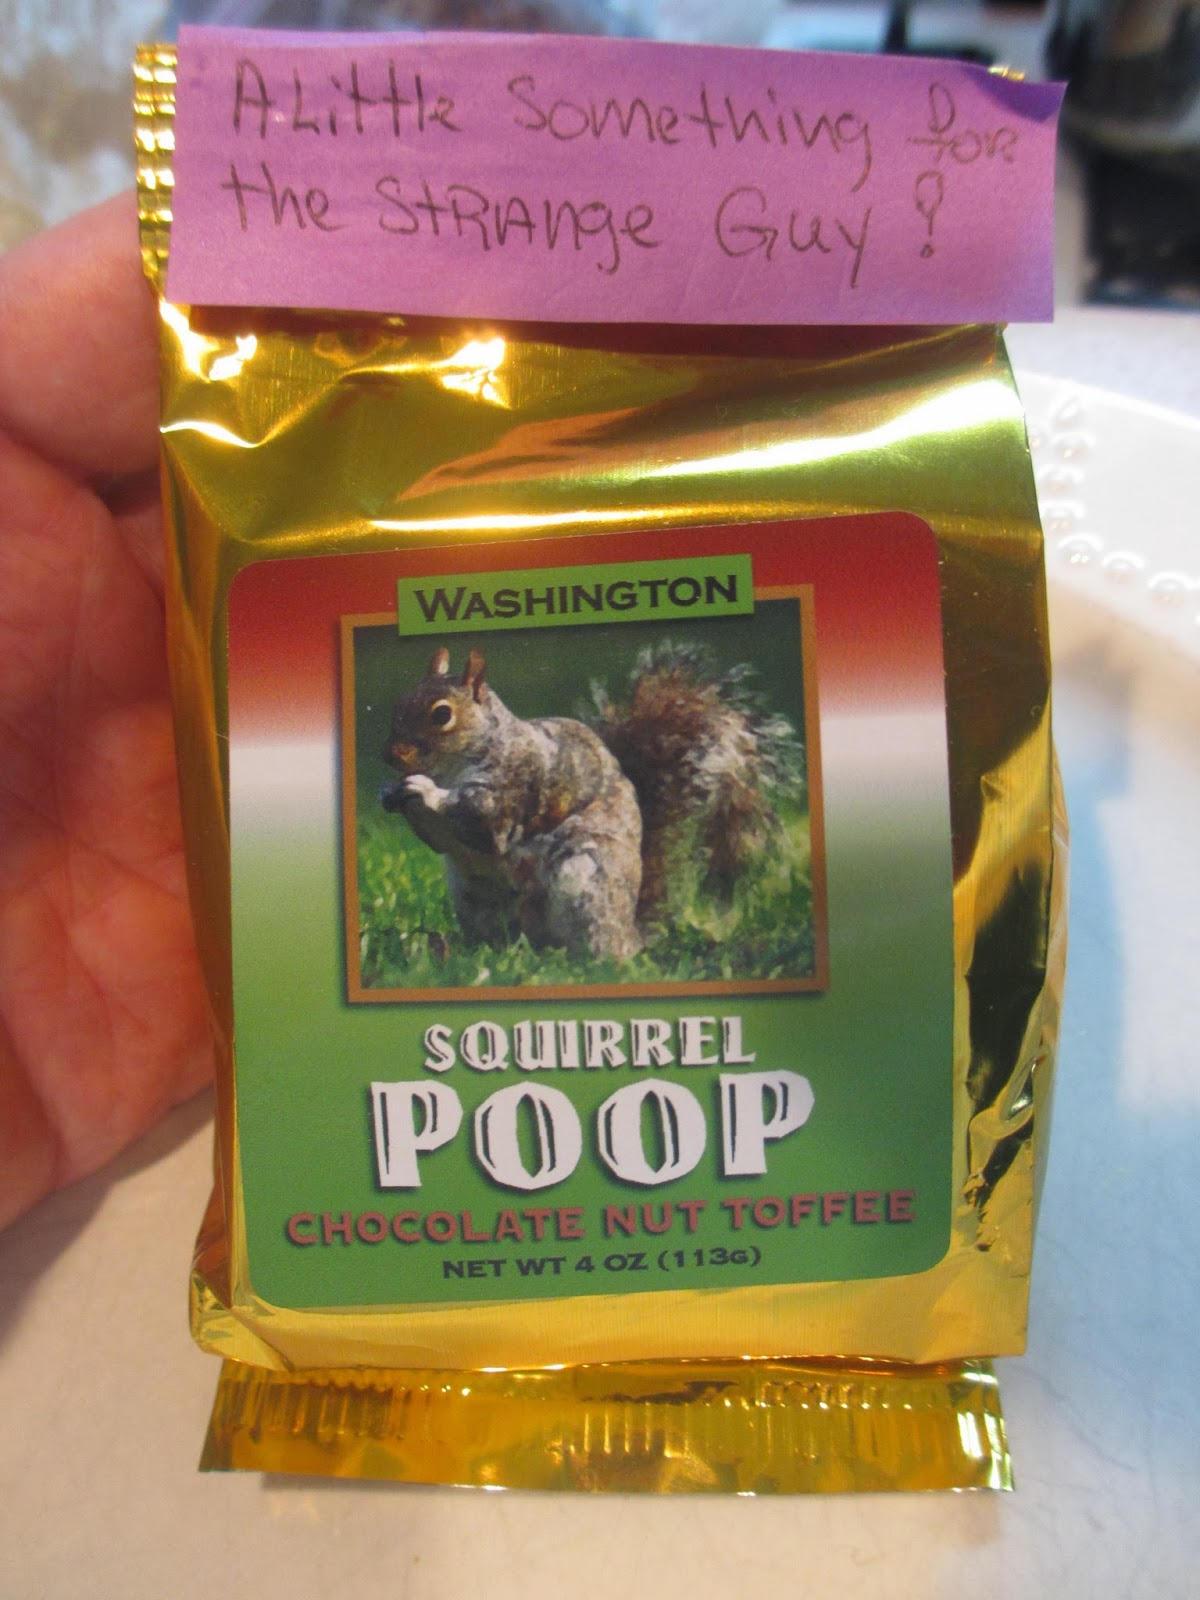 A Little Something for
the StRAnge Guy!
WASHINGTON
SQUIRREL
POOP
CHOCOLATE NUT TOFFEE
NET WT 4 OZ (113G)